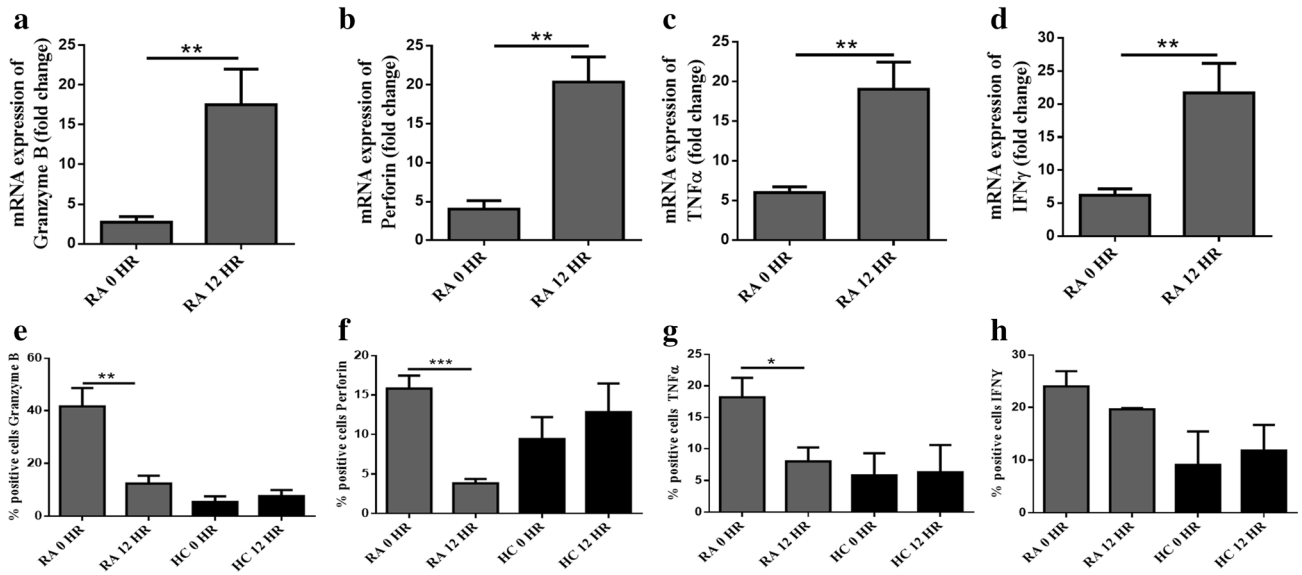 a
mRNA expression of
Granzyme B (fold change)
25
20
15
10
5
0
**
RA 0 HR
RA 12 HR
b
mRNA expression of
Perforin (fold change)
25
20
15
10
5
0
**
RA 0 HR
RA 12 HR
c
mRNA expression of
TNFα (fold change)
25
20
15
10
5
0
**
RA 0 HR
RA 12 HR
d
mRNA expression of
IFNγ (fold change)
30
25
20
15
10
5
0
**
RA 0 HR
RA 12 HR
e
% positive cells Granzyme B
60
40
20
0
**
RA 0 HR
RA 12 HR
HC 0 HR
HC 12 HR
f
% positive cells Perforin
20
15
10
5
0
***
RA 0 HR
RA 12 HR
HC 0 HR
HC 12 HR
g
% positive cells TNFα
25
20
15
10
5
0
*
RA 0 HR
RA 12 HR
HC 0 HR
HC 12 HR
h
% positive cells IFNY
30
20
10
0
RA 0 HR
RA 12 HR
HC 0 HR
HC 12 HR